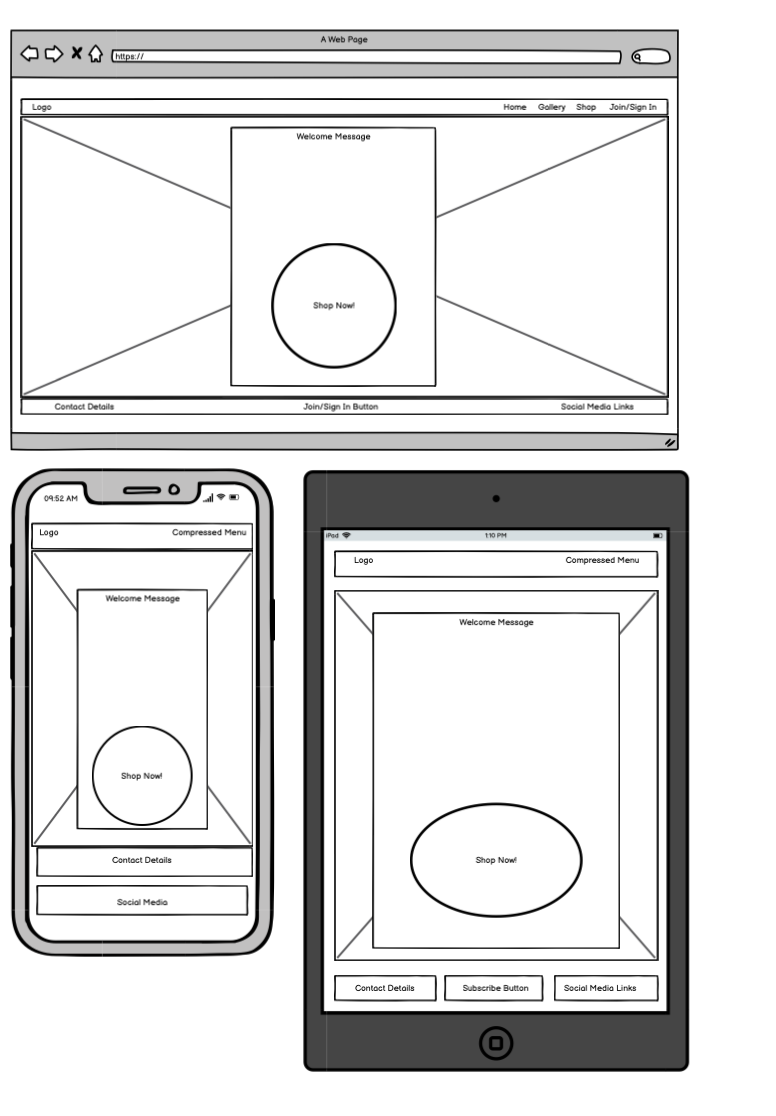 A Web Page
https://
Logo Home Gallery Shop Join/Sign In
Welcome Message
Shop Now!
Contact Details Join/Sign In Button Social Media Links
09:52 AM
Logo Compressed Menu
Welcome Message
Shop Now!
Contact Details
Social Media
iPad 1:10 PM
Logo Compressed Menu
Welcome Message
Shop Now!
Contact Details Subscribe Button Social Media Links